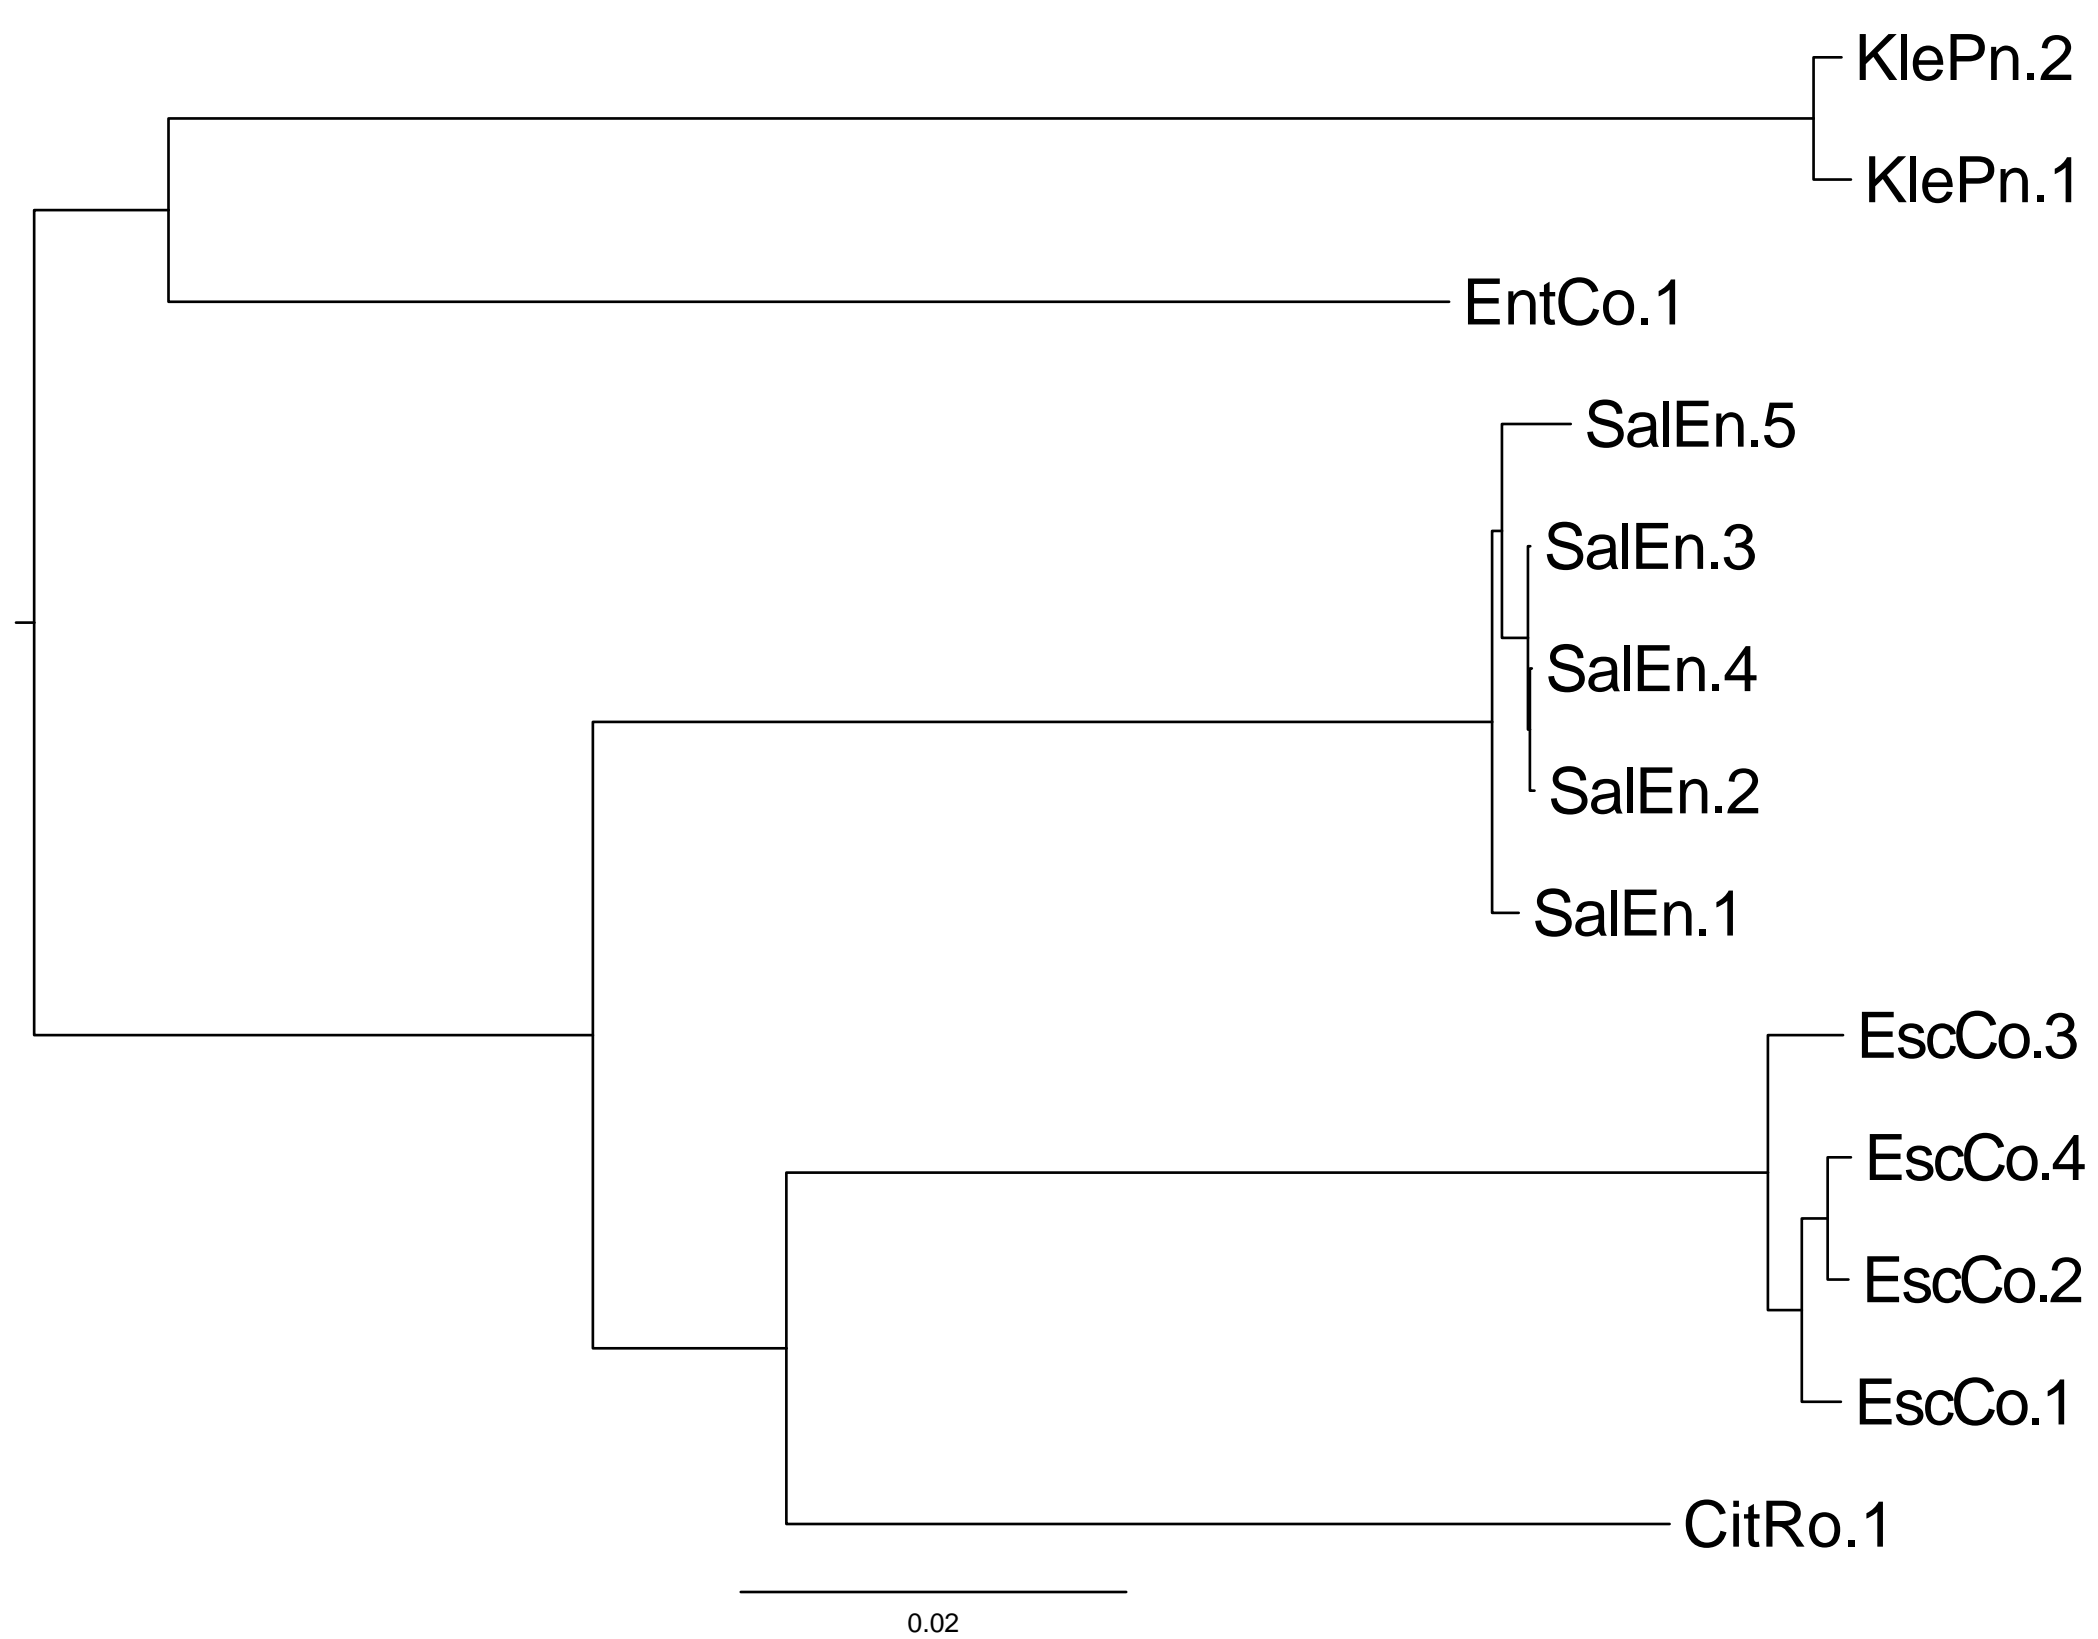 KlePn.2
KlePn.1
EntCo.1
SalEn.5
SalEn.3
SalEn.4
SalEn.2
SalEn.1
EscCo.3
EscCo.4
EscCo.2
EscCo.1
CitRo.1
0.02